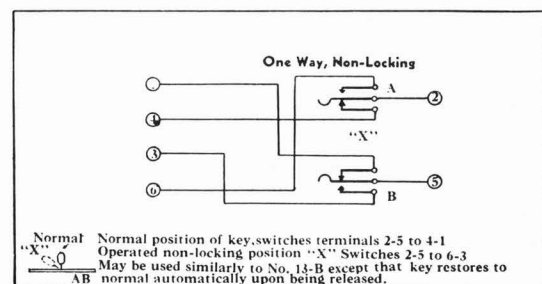 One Way, Non-Locking
A
2
4
"X"
3
5
6
B
Normal Normal position of key,switches terminals 2-5 to 4-1
"X" Operated non-locking position "X" Switches 2-5 to 6-3
May be used similarly to No. 13-B except that key restores to
AB normal automatically upon being released.